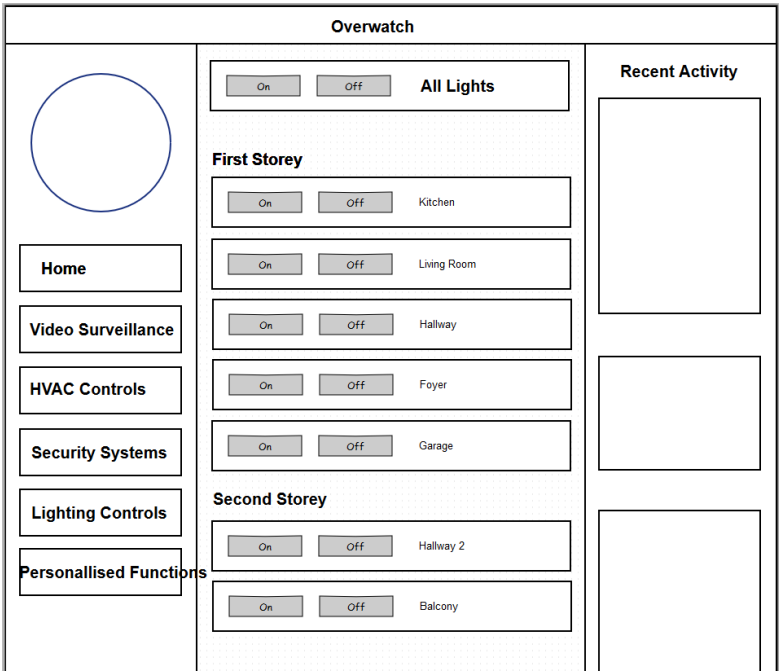 Overwatch
Home
Video Surveillance
HVAC Controls
Security Systems
Lighting Controls
Personallised Functions
On Off All Lights
First Storey
On Off Kitchen
On Off Living Room
On Off Hallway
On Off Foyer
On Off Garage
Second Storey
On Off Hallway 2
On Off Balcony
Recent Activity